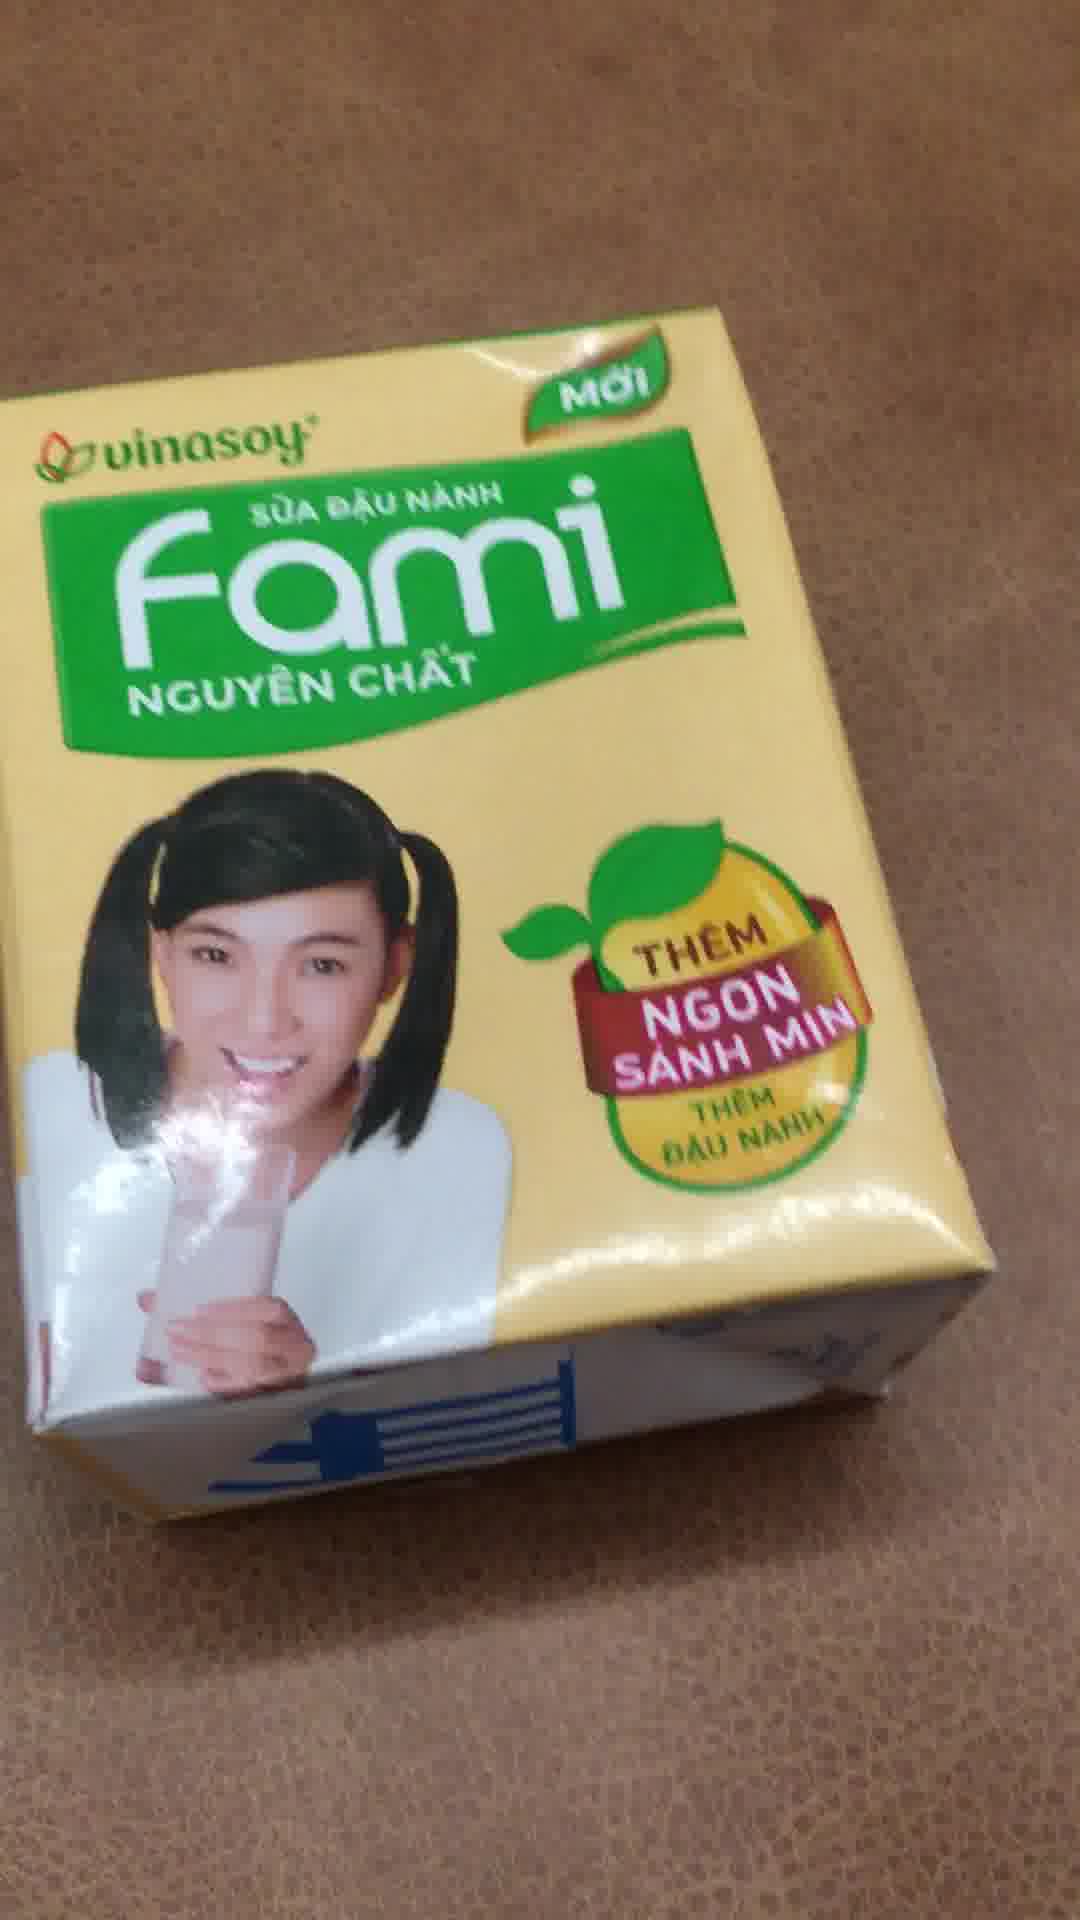 MỚI
vinasoy
SỮA ĐẬU NÀNH
Fami
NGUYÊN CHẤT
THÊM
NGON
SÁNH MỊN
THÊM
ĐẬU NÀNH